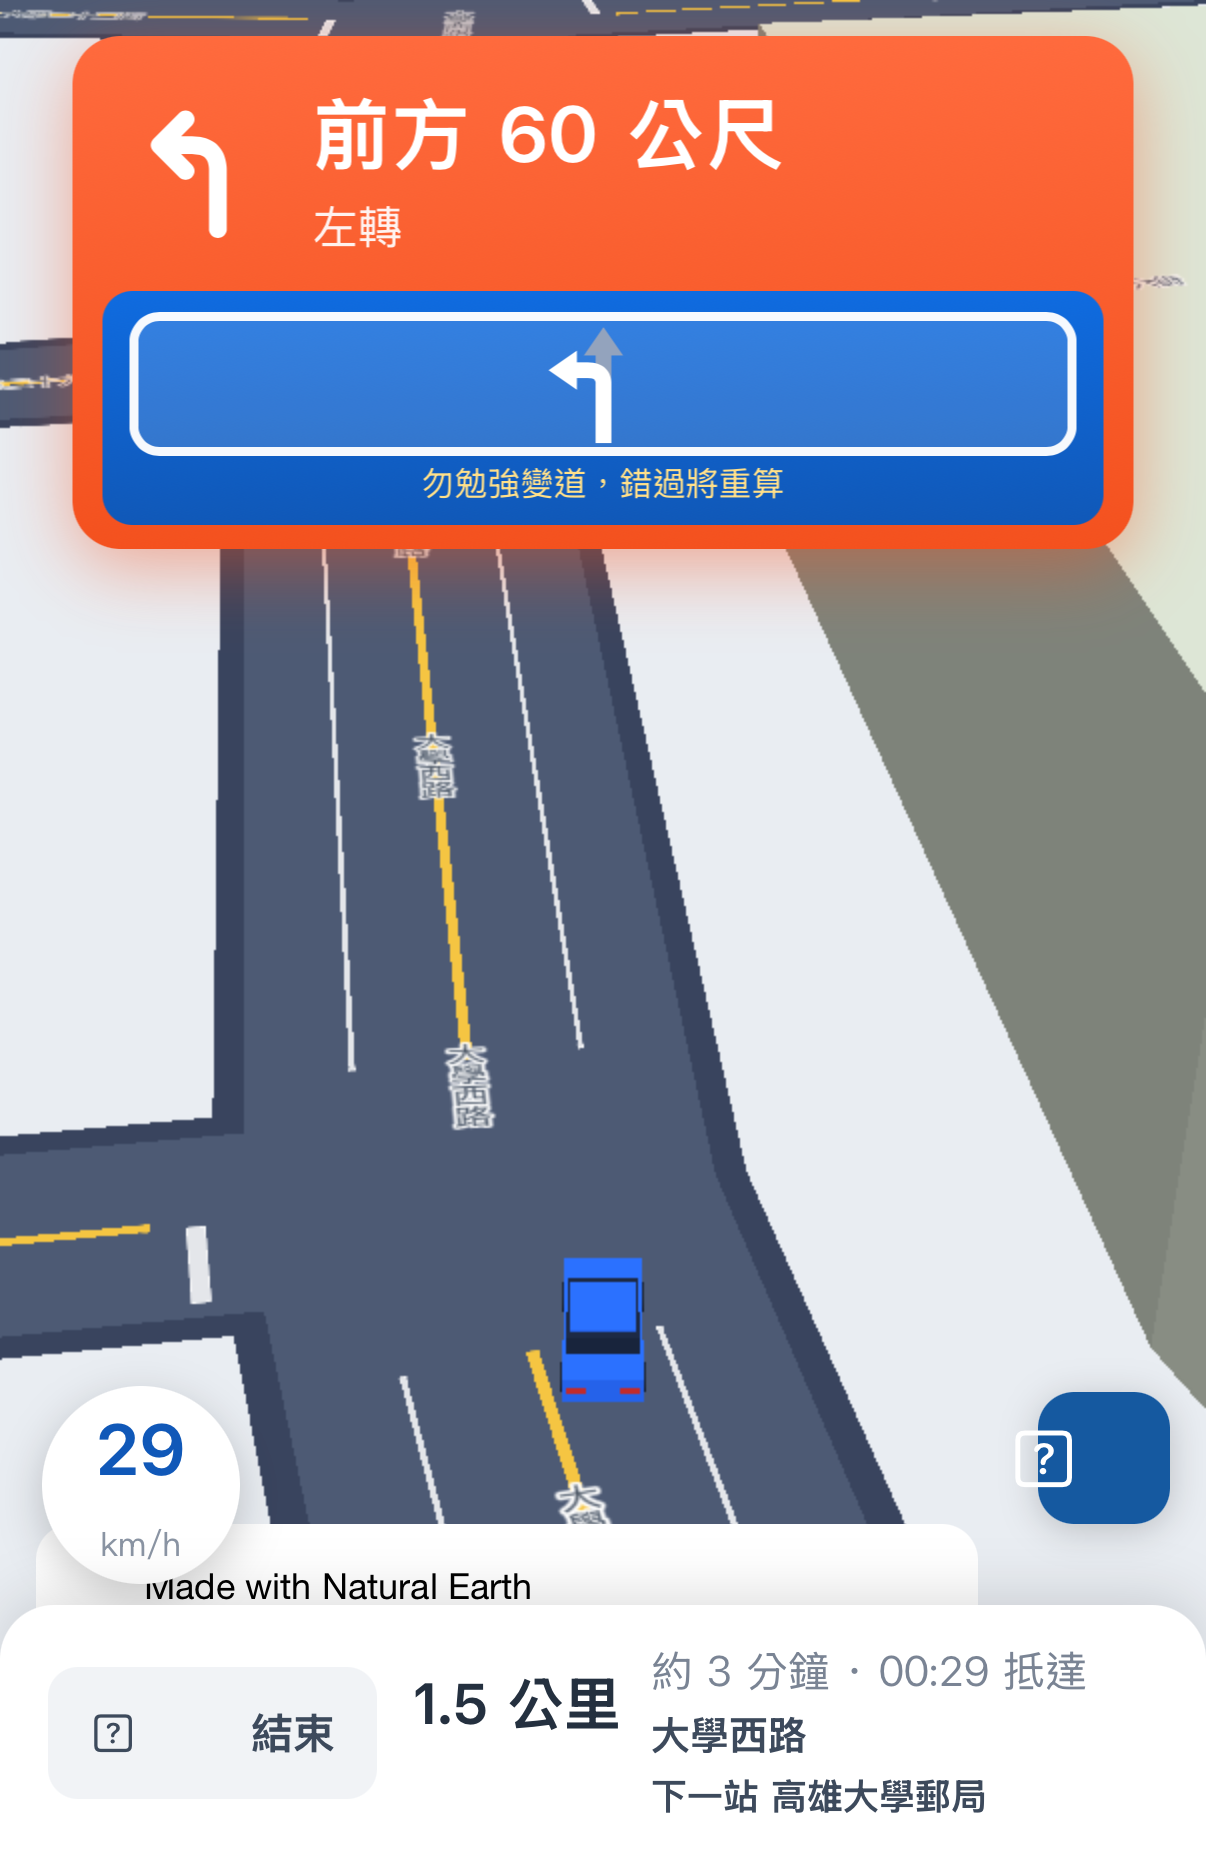 前方 60 公尺
左轉
勿勉強變道，錯過將重算
大學西路
大學西路
大學
29
km/h
Made with Natural Earth
結束
1.5 公里
約 3 分鐘 · 00:29 抵達
大學西路
下一站 高雄大學郵局